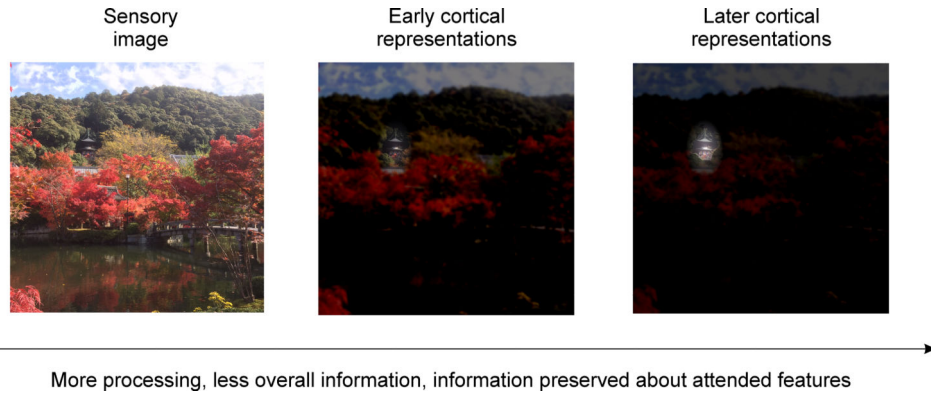 Sensory
image
Early cortical
representations
Later cortical
representations
More processing, less overall information, information preserved about attended features